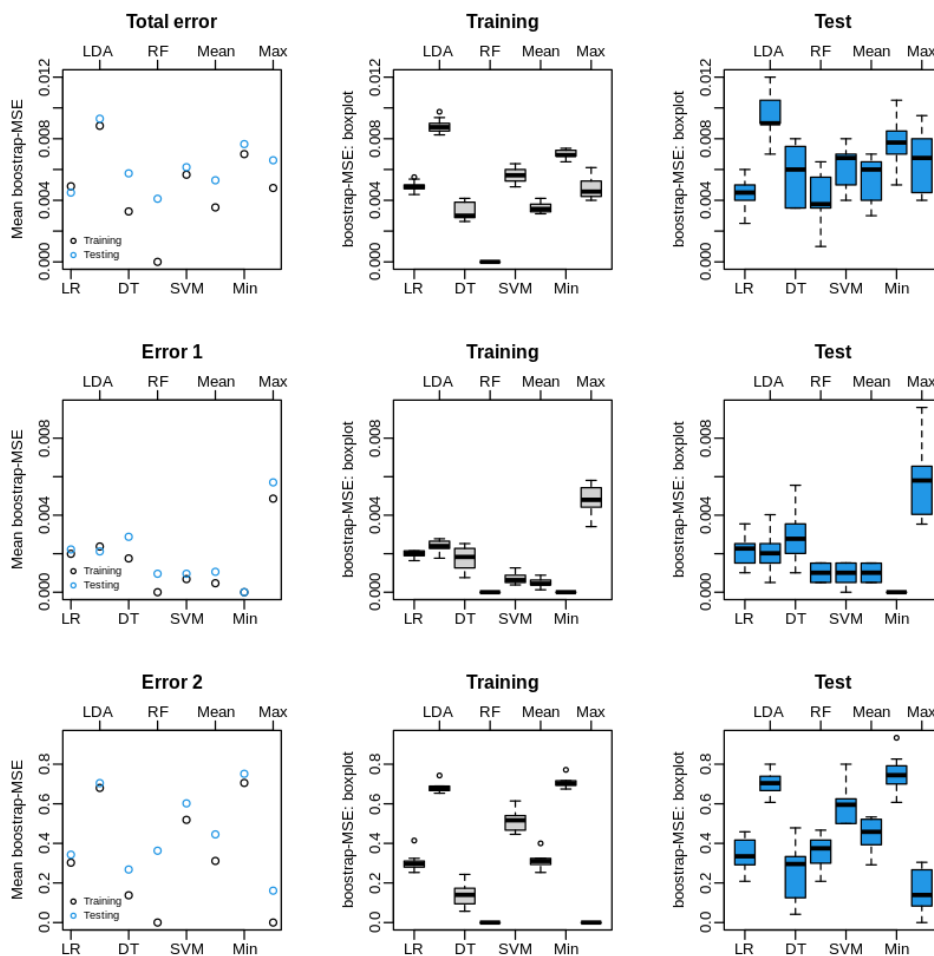 Total error
Training
Test
LDA RF Mean Max
LDA RF Mean Max
LDA RF Mean Max
Mean boostrap-MSE
0.000 0.004 0.008 0.012
Training
Testing
LR DT SVM Min
boostrap-MSE: boxplot
0.000 0.004 0.008 0.012
LR DT SVM Min
boostrap-MSE: boxplot
0.000 0.004 0.008 0.012
LR DT SVM Min
Error 1
Training
Test
LDA RF Mean Max
LDA RF Mean Max
LDA RF Mean Max
Mean boostrap-MSE
0.000 0.004 0.008
Training
Testing
LR DT SVM Min
boostrap-MSE: boxplot
0.000 0.004 0.008
LR DT SVM Min
boostrap-MSE: boxplot
0.000 0.004 0.008
LR DT SVM Min
Error 2
Training
Test
LDA RF Mean Max
LDA RF Mean Max
LDA RF Mean Max
Mean boostrap-MSE
0.0 0.2 0.4 0.6 0.8
Training
Testing
LR DT SVM Min
boostrap-MSE: boxplot
0.0 0.2 0.4 0.6 0.8
LR DT SVM Min
boostrap-MSE: boxplot
0.0 0.2 0.4 0.6 0.8
LR DT SVM Min